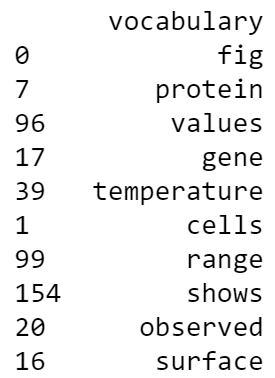 vocabulary
0 fig
7 protein
96 values
17 gene
39 temperature
1 cells
99 range
154 shows
20 observed
16 surface